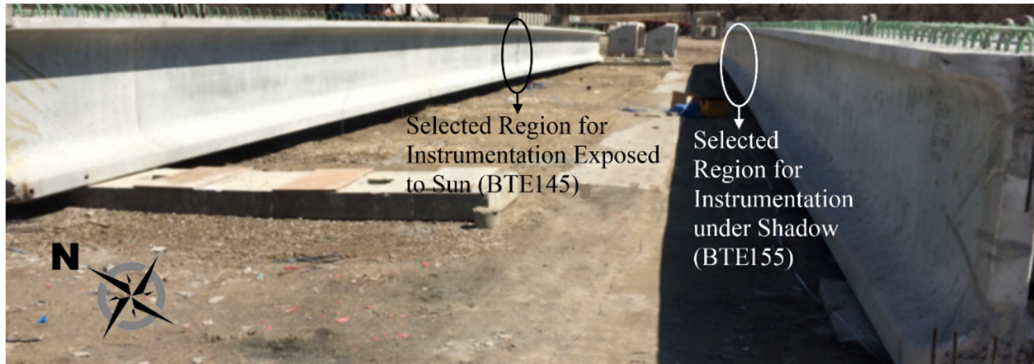 Selected Region for
Instrumentation Exposed
to Sun (BTE145)
Selected
Region for
Instrumentation
under Shadow
(BTE155)
N